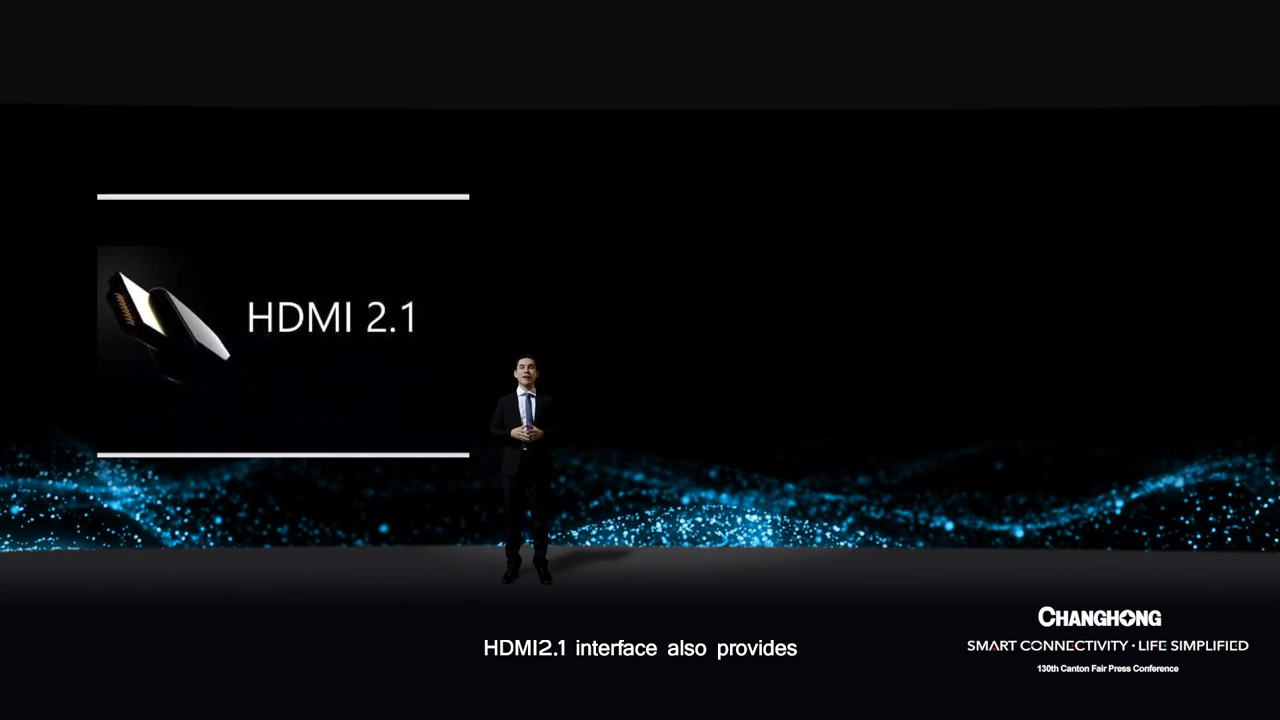 HDMI 2.1
HDMI2.1 interface also provides
CHANGHONG
SMART CONNECTIVITY · LIFE SIMPLIFIED
130th Canton Fair Press Conference